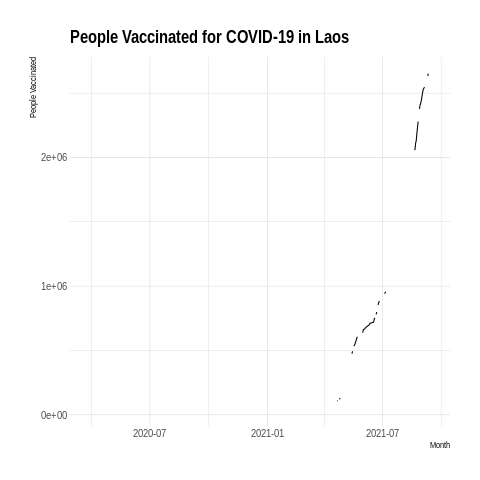 People Vaccinated for COVID-19 in Laos
People Vaccinated
2e+06
1e+06
0e+00
2020-07
2021-01
2021-07
Month